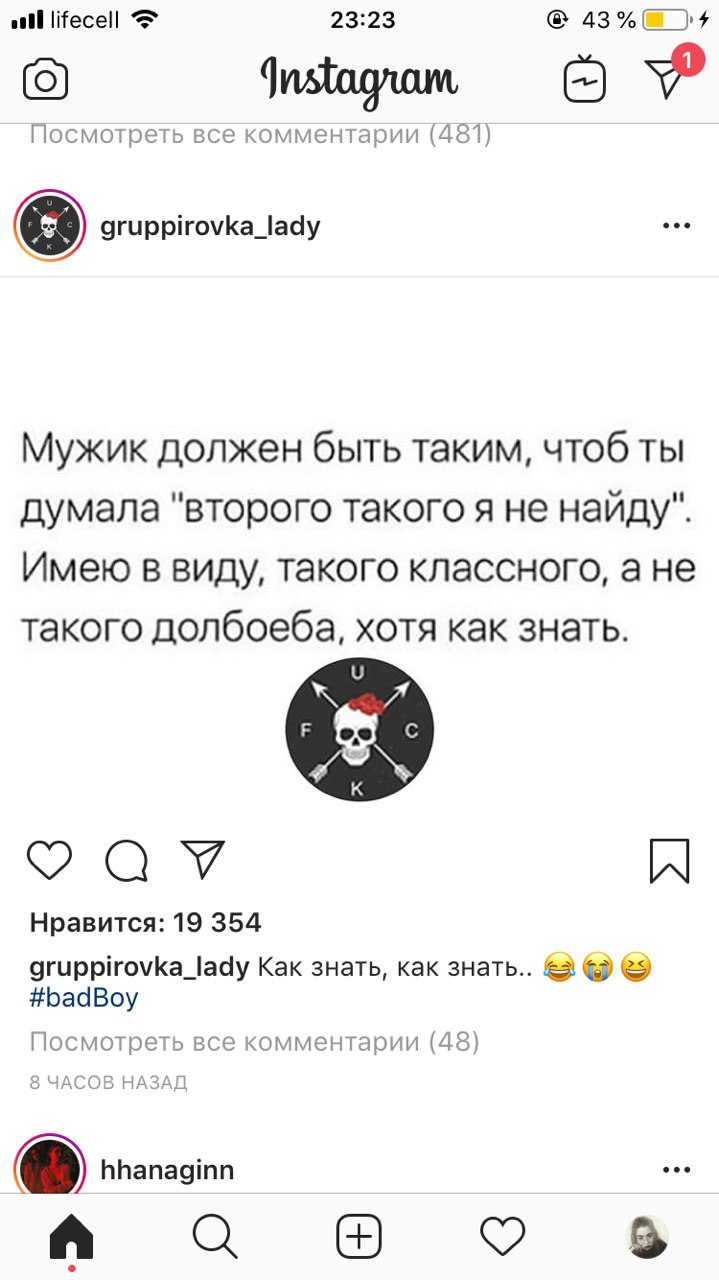 lifecell 23:23 43 %
Instagram 1
Посмотреть все комментарии (481)
U
F C
K
gruppirovka_lady
Мужик должен быть таким, чтоб ты
думала "второго такого я не найду".
Имею в виду, такого классного, а не
такого долбоеба, хотя как знать.
U
F C
K
Нравится: 19 354
gruppirovka_lady Как знать, как знать.. 😂 😭 😆
#badBoy
Посмотреть все комментарии (48)
8 ЧАСОВ НАЗАД
hhanaginn